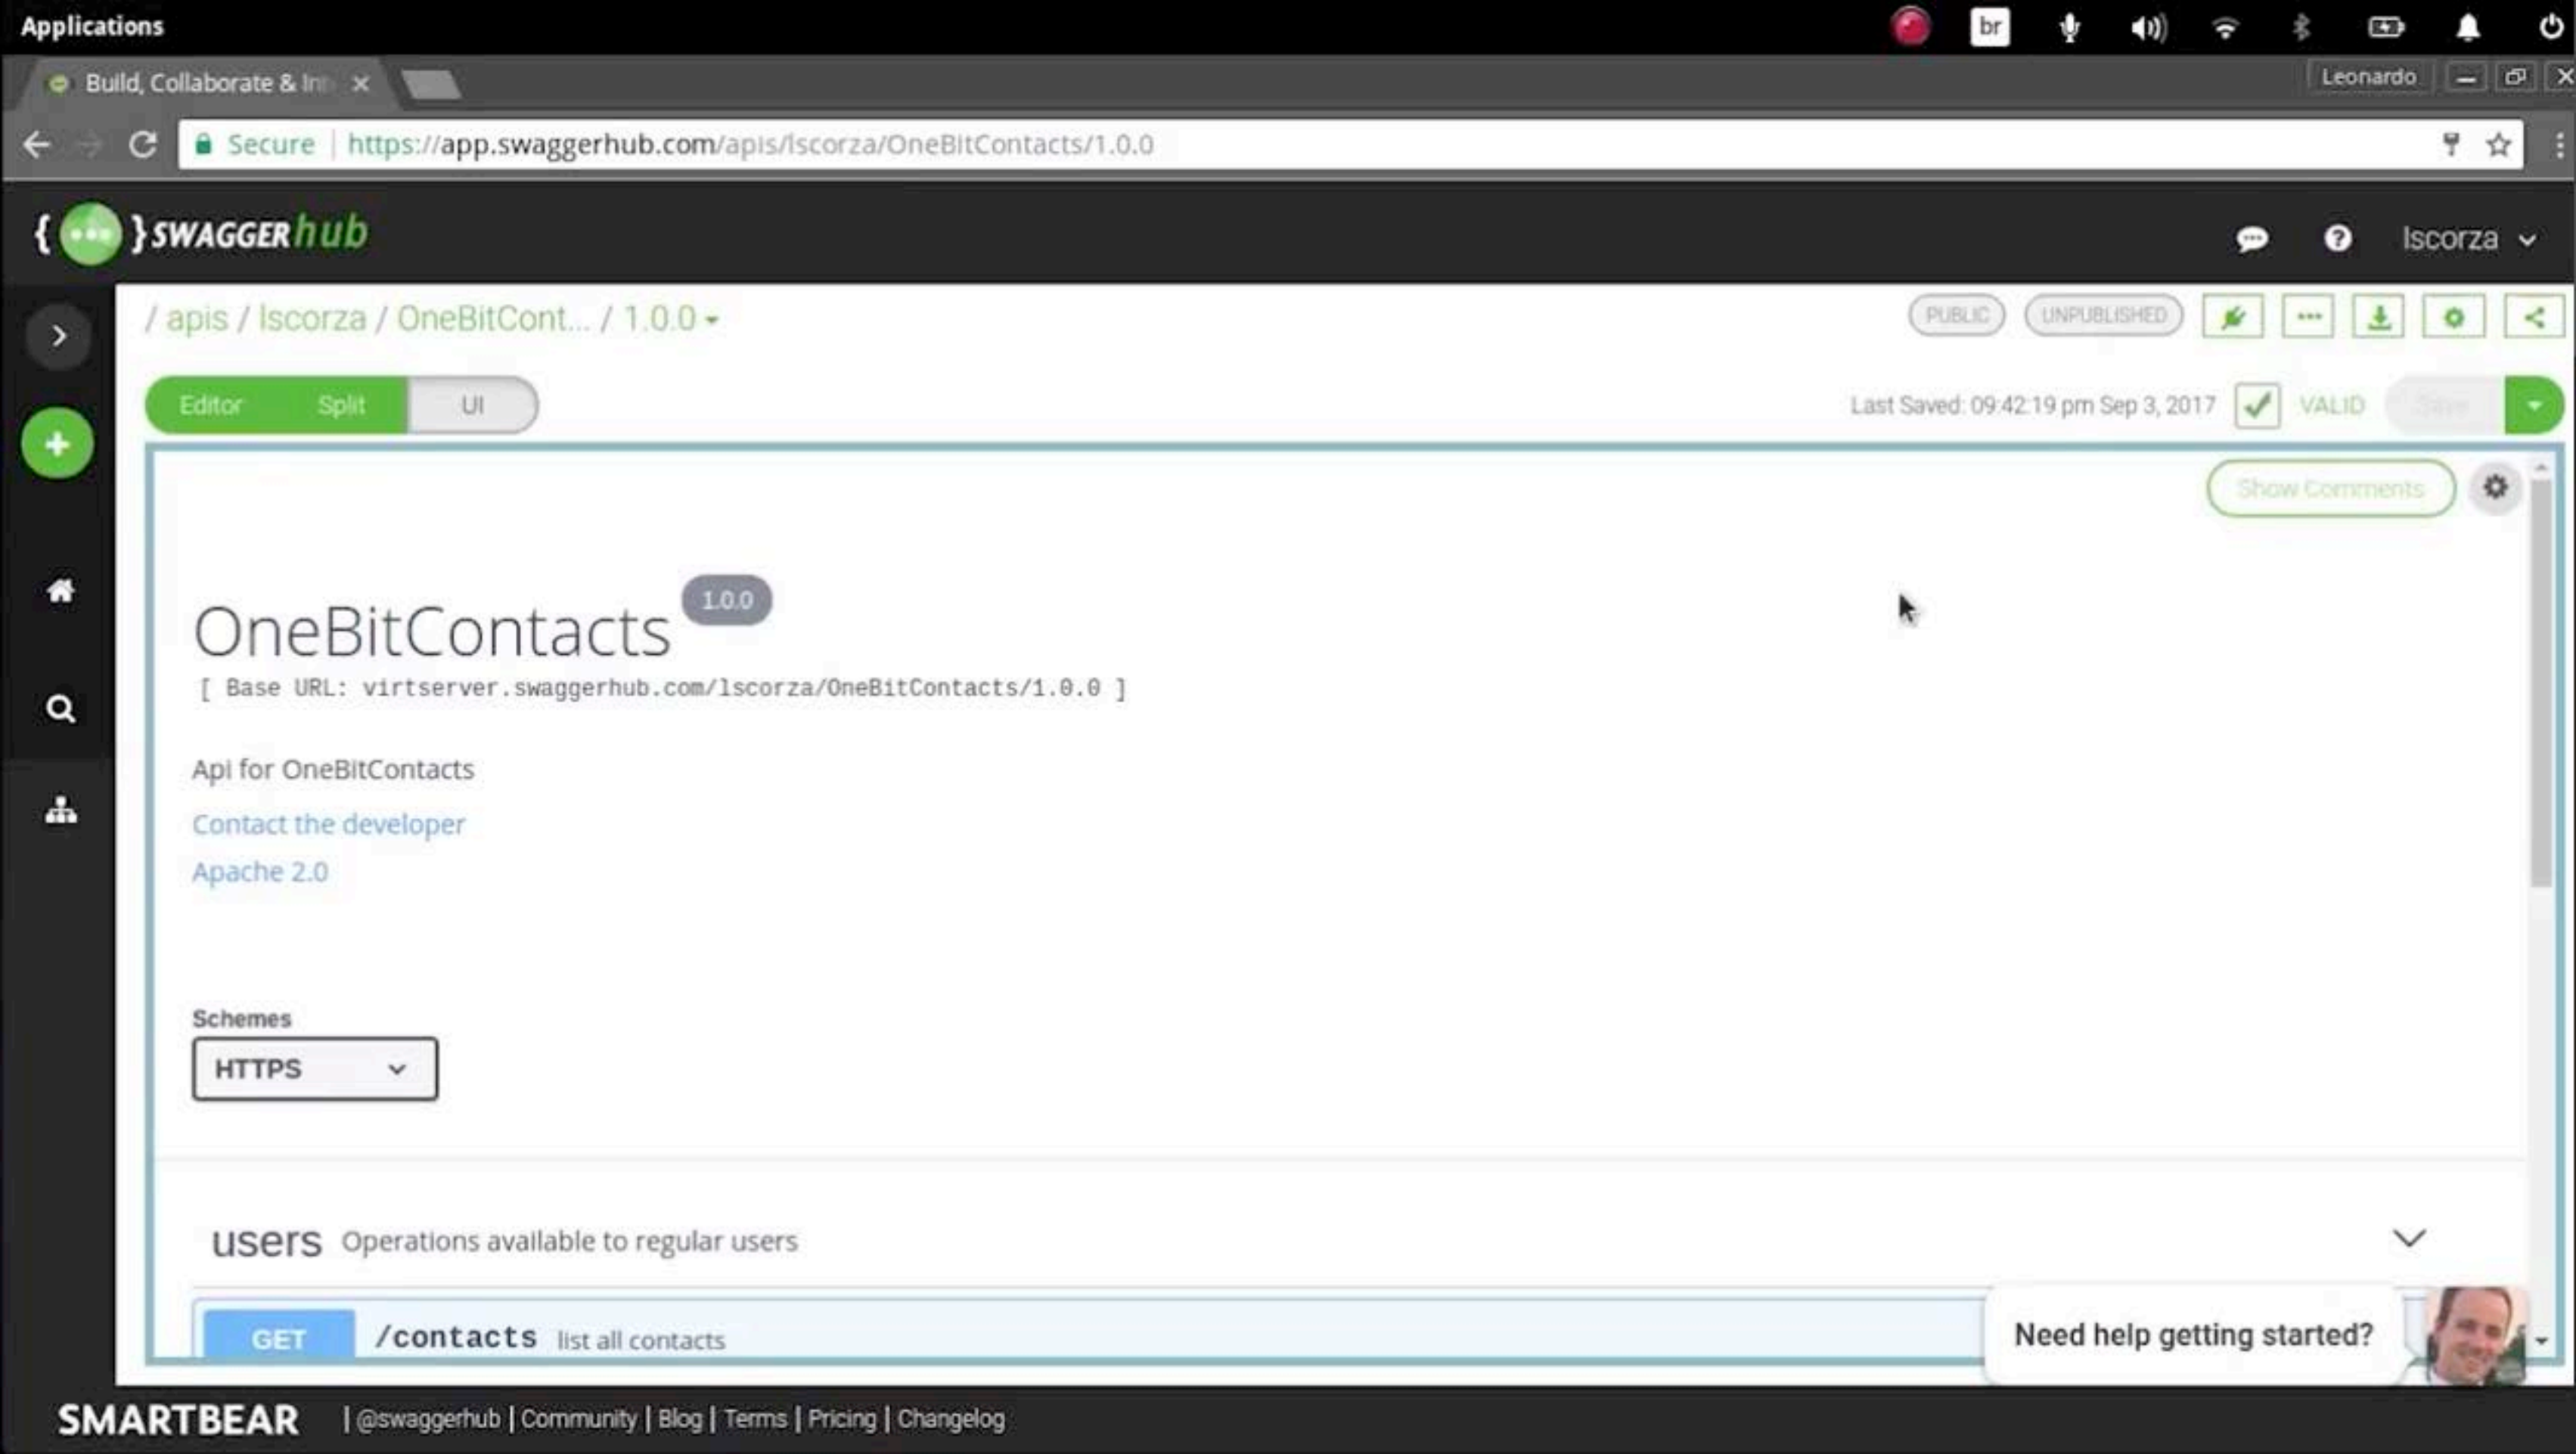 Applications
br
Build, Collaborate &
Leonardo
Secure https://app.swaggerhub.com/apis/lscorza/OneBitContacts/1.0.0
{ ... } SWAGGER hub
lscorza
/ apis / lscorza / OneBitCont... / 1.0.0
PUBLIC
UNPUBLISHED
Editor
Split
UI
Last Saved: 09:42:19 pm Sep 3, 2017
VALID
Save
Show Comments
OneBitContacts 1.0.0
[ Base URL: virtserver.swaggerhub.com/lscorza/OneBitContacts/1.0.0 ]
Api for OneBitContacts
Contact the developer
Apache 2.0
Schemes
HTTPS
users Operations available to regular users
GET /contacts list all contacts
Need help getting started?
SMARTBEAR | @swaggerhub | Community | Blog | Terms | Pricing | Changelog